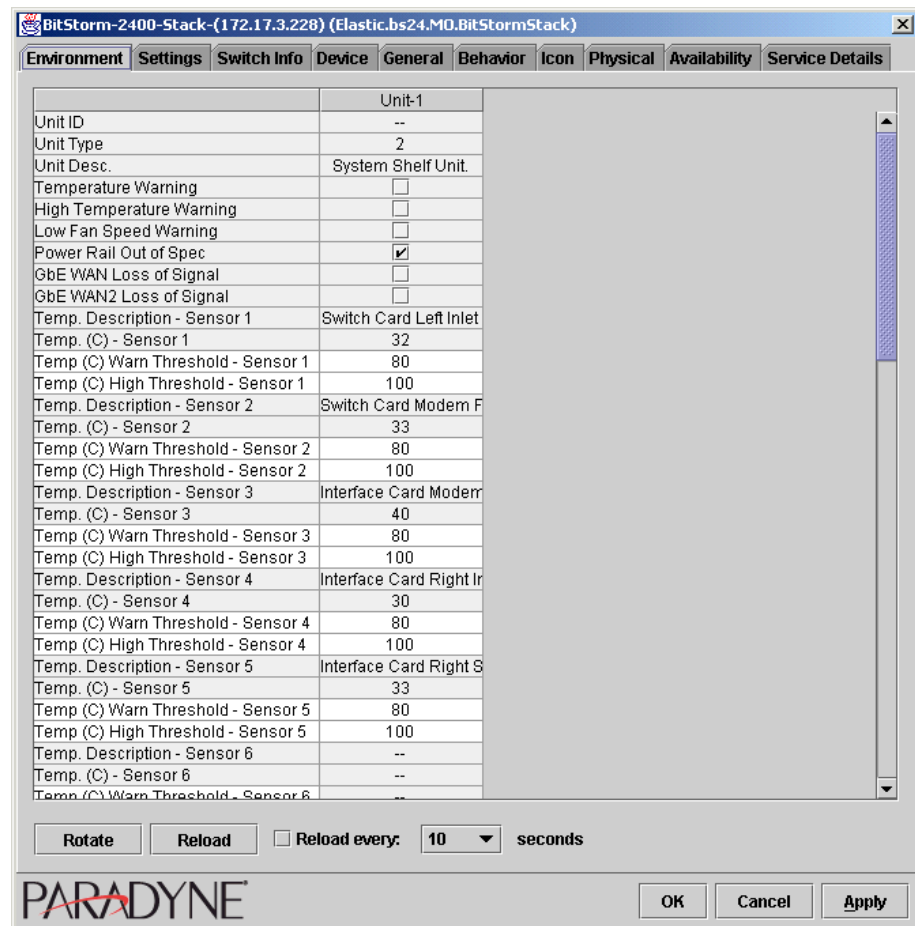 BitStorm-2400-Stack-(172.17.3.228) (Elastic.bs24.MO.BitStormStack)
Environment Settings Switch Info Device General Behavior Icon Physical Availability Service Details
Unit-1
Unit ID --
Unit Type 2
Unit Desc. System Shelf Unit.
Temperature Warning
High Temperature Warning
Low Fan Speed Warning
Power Rail Out of Spec
GbE WAN Loss of Signal
GbE WAN2 Loss of Signal
Temp. Description - Sensor 1 Switch Card Left Inlet
Temp. (C) - Sensor 1 32
Temp (C) Warn Threshold - Sensor 1 80
Temp (C) High Threshold - Sensor 1 100
Temp. Description - Sensor 2 Switch Card Modem F
Temp. (C) - Sensor 2 33
Temp (C) Warn Threshold - Sensor 2 80
Temp (C) High Threshold - Sensor 2 100
Temp. Description - Sensor 3 Interface Card Modem
Temp. (C) - Sensor 3 40
Temp (C) Warn Threshold - Sensor 3 80
Temp (C) High Threshold - Sensor 3 100
Temp. Description - Sensor 4 Interface Card Right Ir
Temp. (C) - Sensor 4 30
Temp (C) Warn Threshold - Sensor 4 80
Temp (C) High Threshold - Sensor 4 100
Temp. Description - Sensor 5 Interface Card Right S
Temp. (C) - Sensor 5 33
Temp (C) Warn Threshold - Sensor 5 80
Temp (C) High Threshold - Sensor 5 100
Temp. Description - Sensor 6 --
Temp. (C) - Sensor 6 --
Temp (C) Warn Threshold - Sensor 6 --
Rotate Reload Reload every: 10 seconds
PARADYNE OK Cancel Apply